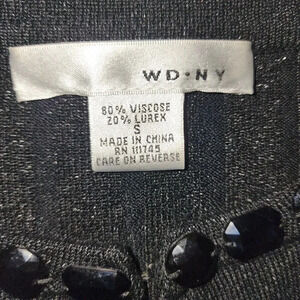 WD•NY
80% VISCOSE
20% LUREX
S
MADE IN CHINA
RN 111745
CARE ON REVERSE